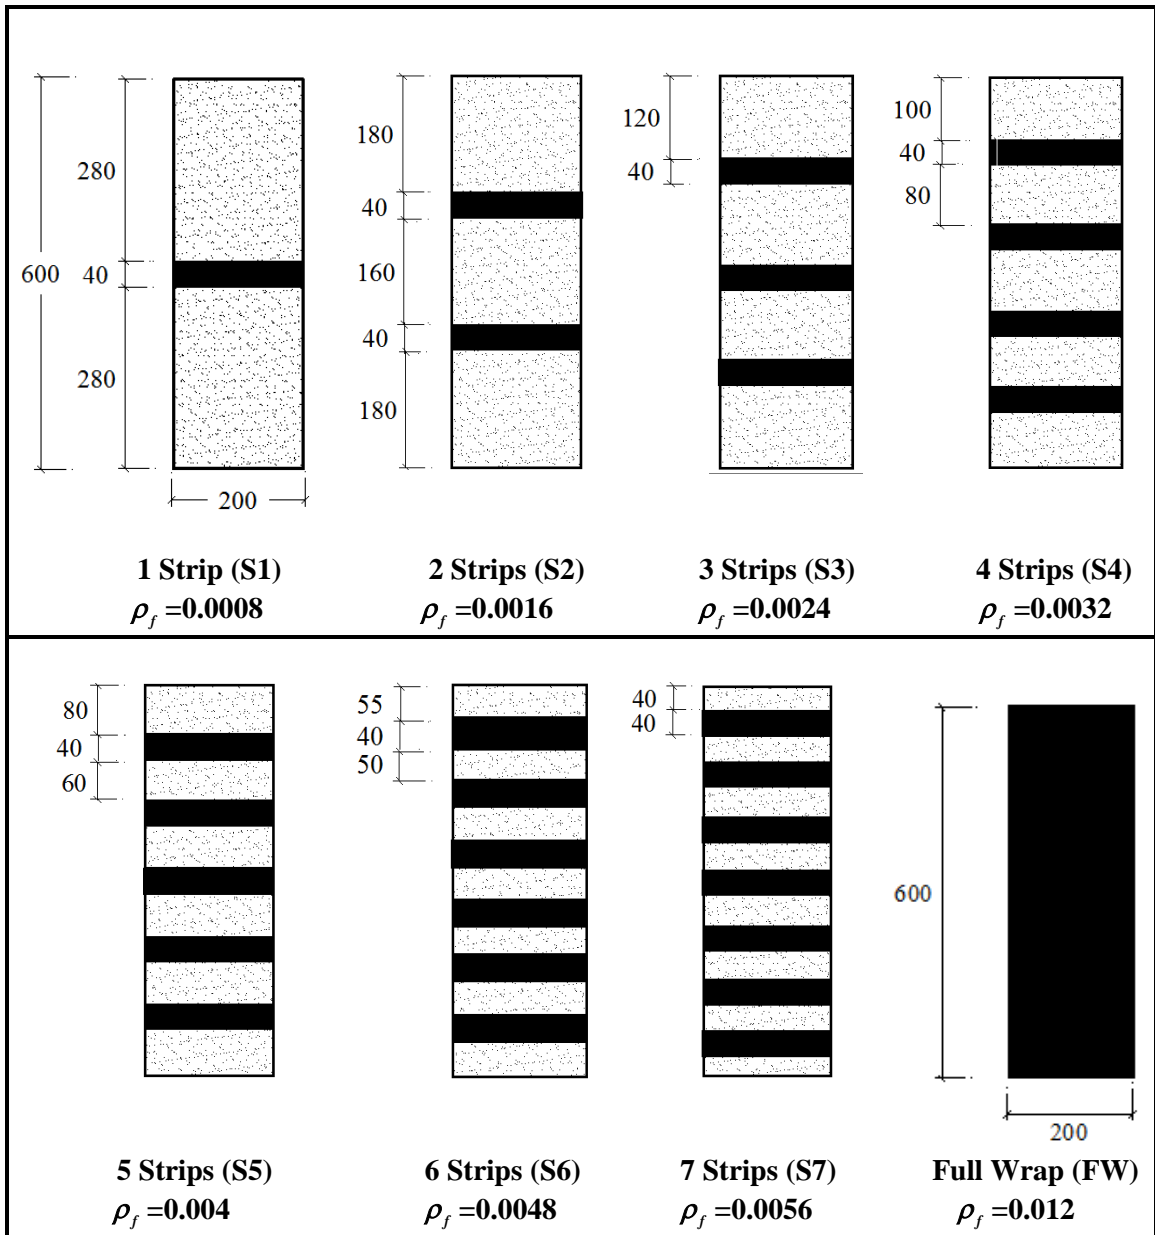 280
600
40
280
200
180
40
160
40
180
120
40
100
40
80
1 Strip (S1)
2 Strips (S2)
3 Strips (S3)
4 Strips (S4)
ρf =0.0008
ρf =0.0016
ρf =0.0024
ρf =0.0032
80
40
60
55
40
50
40
40
600
200
5 Strips (S5)
6 Strips (S6)
7 Strips (S7)
Full Wrap (FW)
ρf =0.004
ρf =0.0048
ρf =0.0056
ρf =0.012